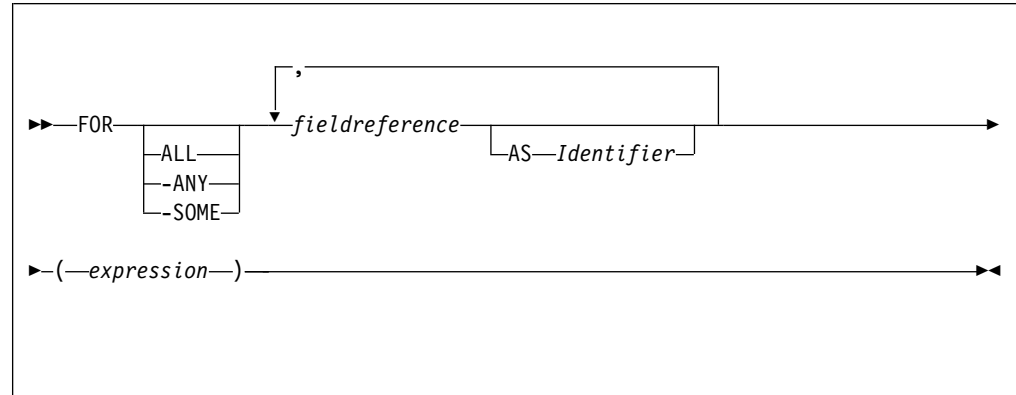 ,
FOR fieldreference
ALL AS Identifier
-ANY
-SOME
( expression )